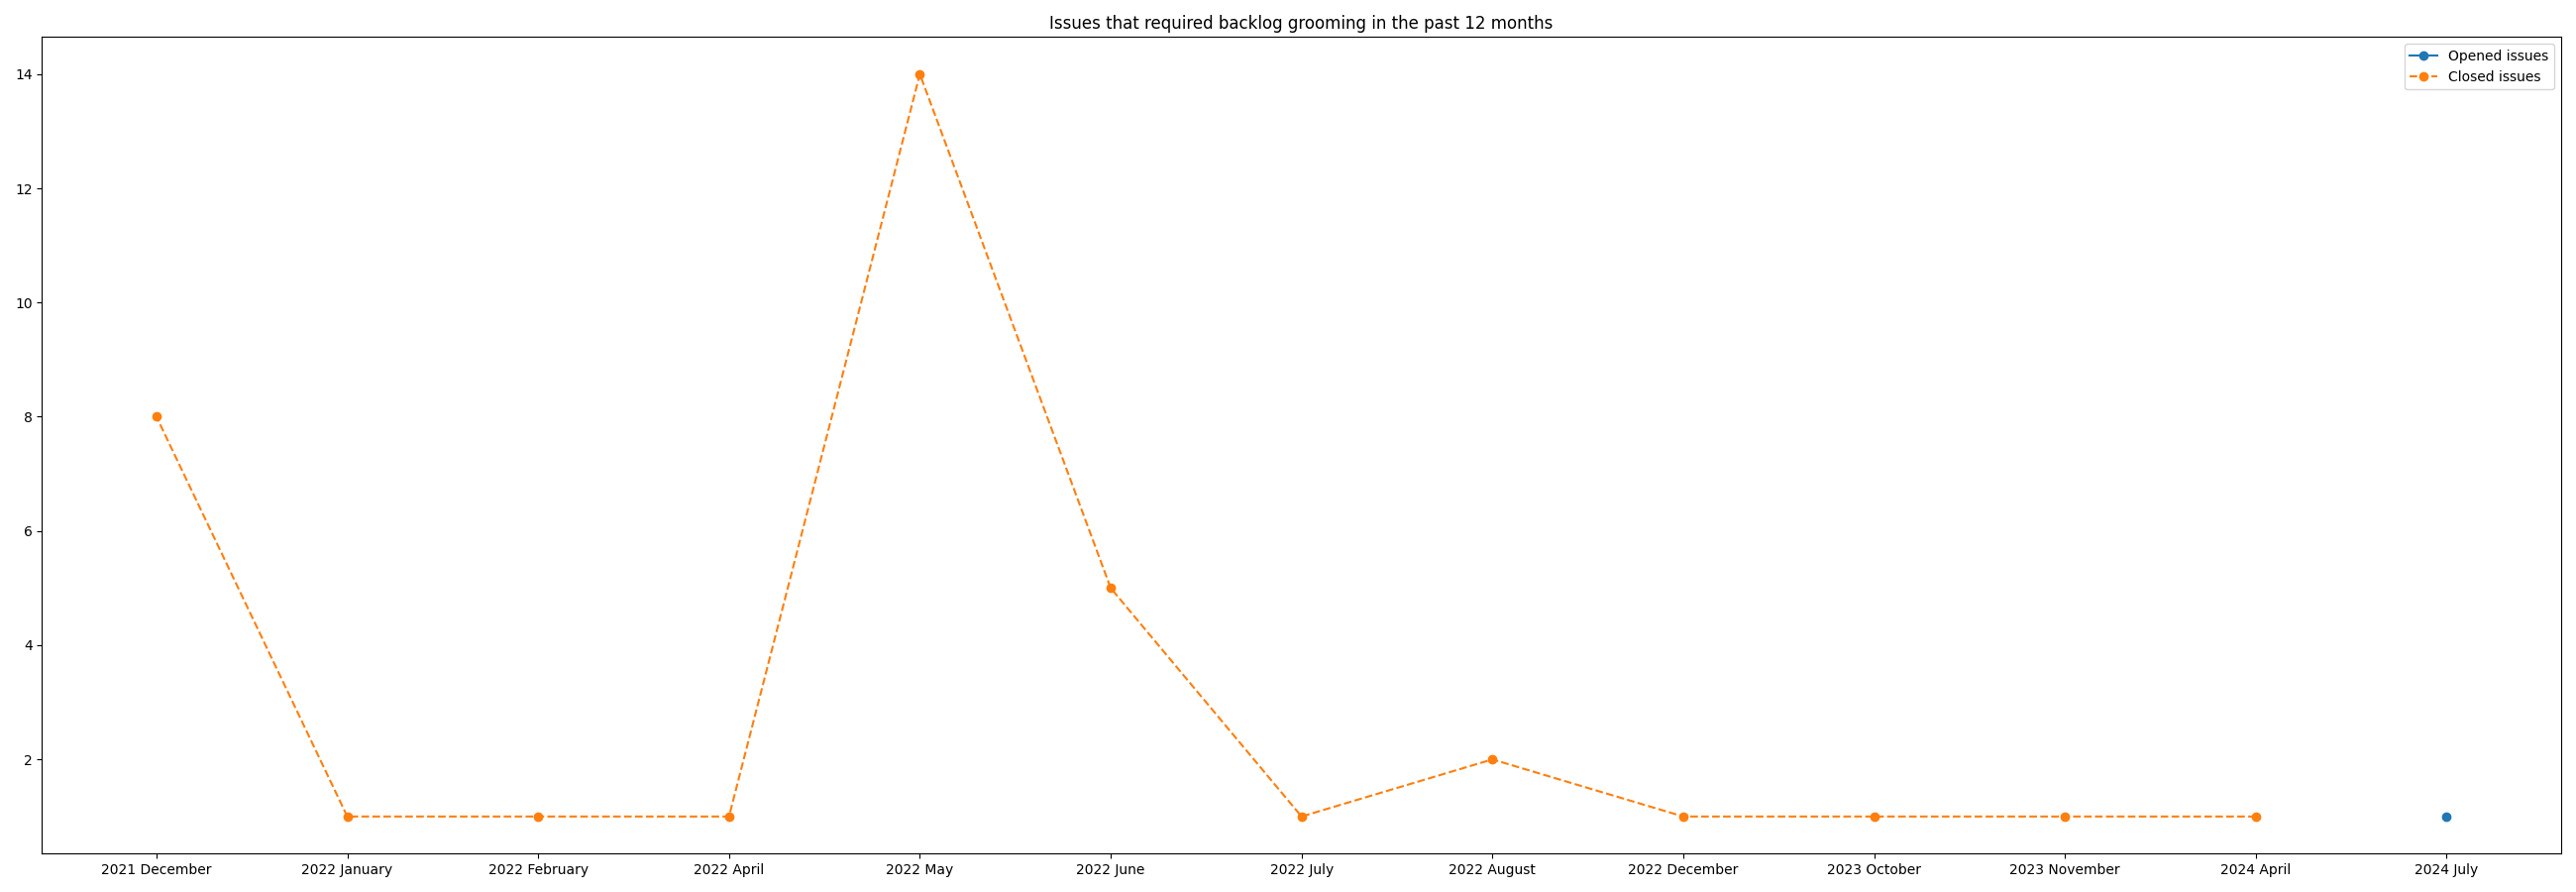 Issues that required backlog grooming in the past 12 months
Opened issues
Closed issues
14
12
10
8
6
4
2
2021 December
2022 January
2022 February
2022 April
2022 May
2022 June
2022 July
2022 August
2022 December
2023 October
2023 November
2024 April
2024 July